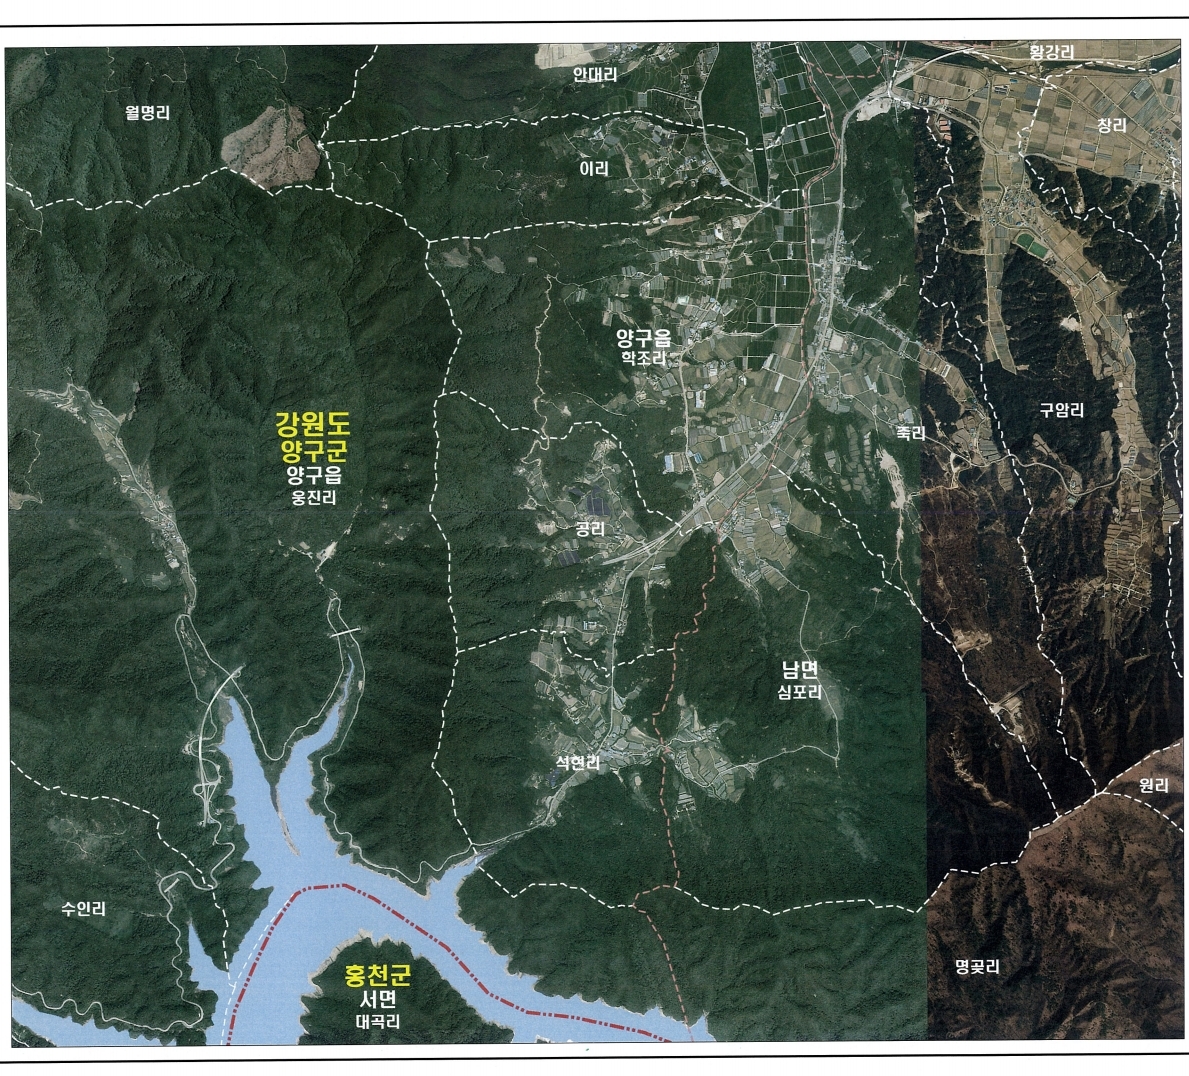 황강리
안대리
월명리
창리
이리
양구읍
학조리
강원도
양구군
양구읍
웅진리
구암리
죽리
공리
남면
심포리
석현리
원리
수인리
명곶리
홍천군
서면
대곡리